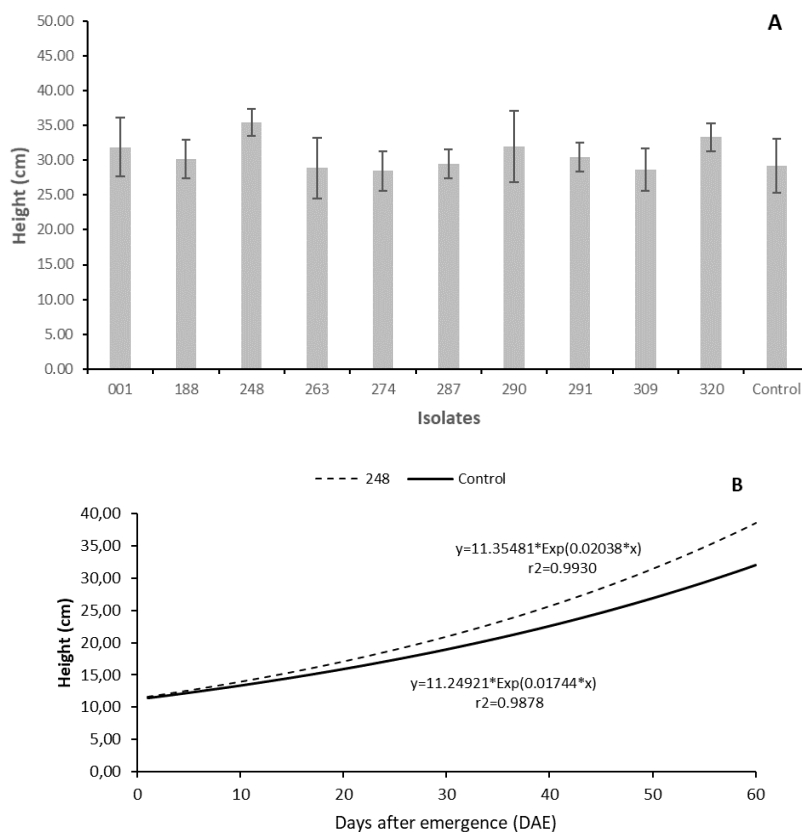 A
50.00
45.00
40.00
35.00
30.00
25.00
20.00
15.00
10.00
5.00
0.00
Height (cm)
001 188 248 263 274 287 290 291 309 320 Control
Isolates
248 Control
B
40,00
35,00
30,00
25,00
20,00
15,00
10,00
5,00
0,00
Height (cm)
y=11.35481*Exp(0.02038*x)
r2=0.9930
y=11.24921*Exp(0.01744*x)
r2=0.9878
0 10 20 30 40 50 60
Days after emergence (DAE)